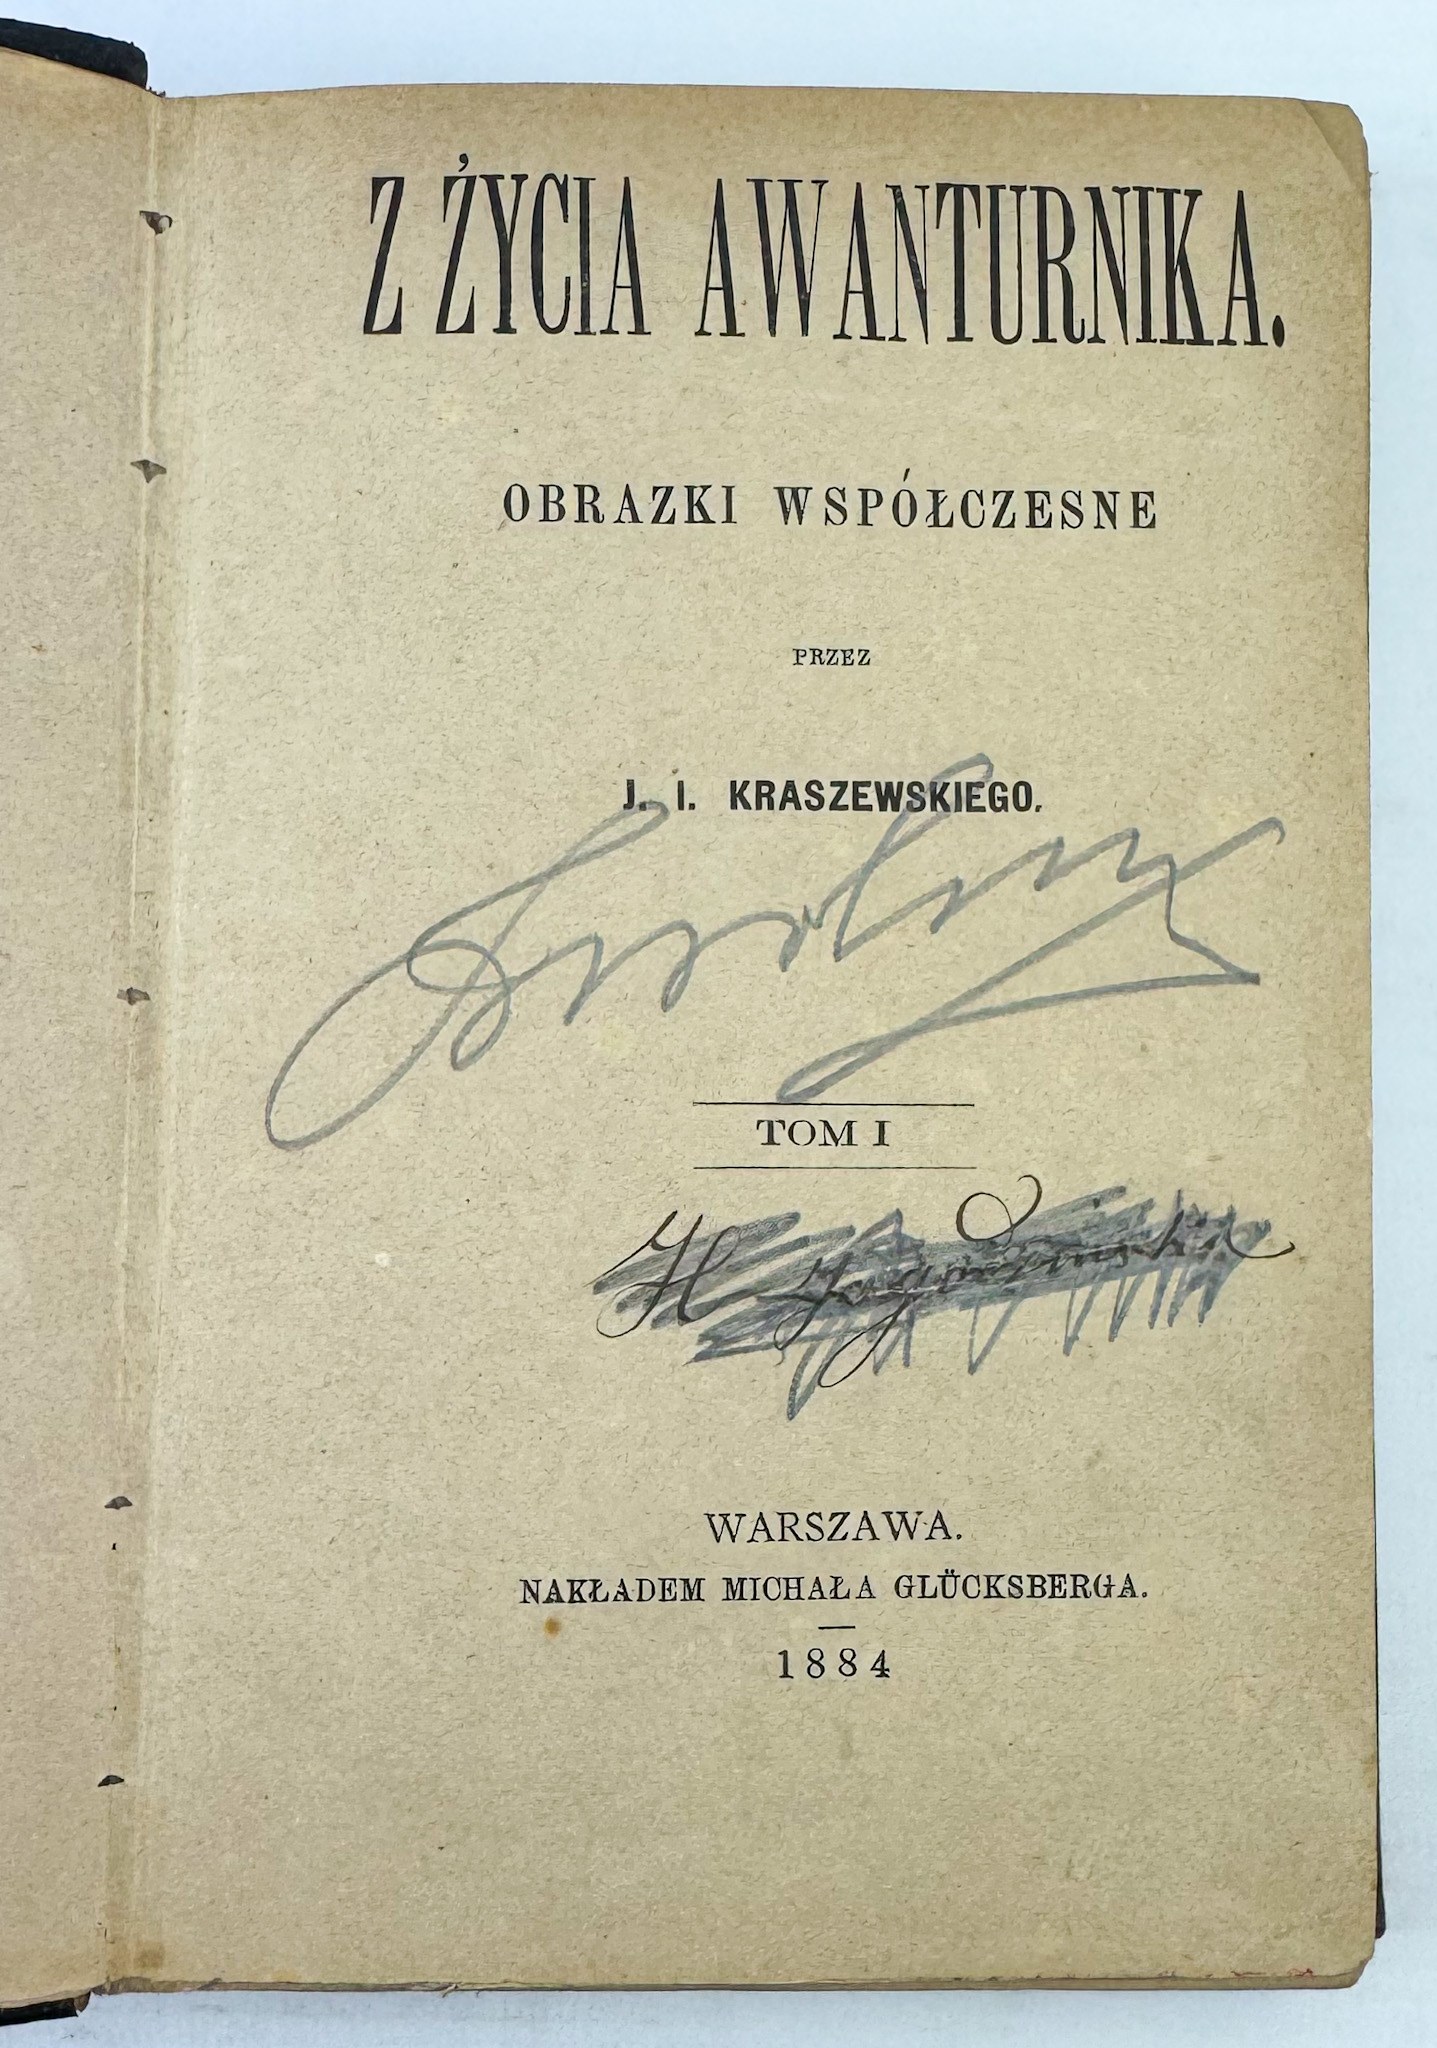 Z ŻYCIA AWANTURNIKA.
OBRAZKI WSPÓŁCZESNE
PRZEZ
J. I. KRASZEWSKIEGO.
TOM I
H
WARSZAWA.
NAKŁADEM MICHAŁA GLÜCKSBERGA.
1884